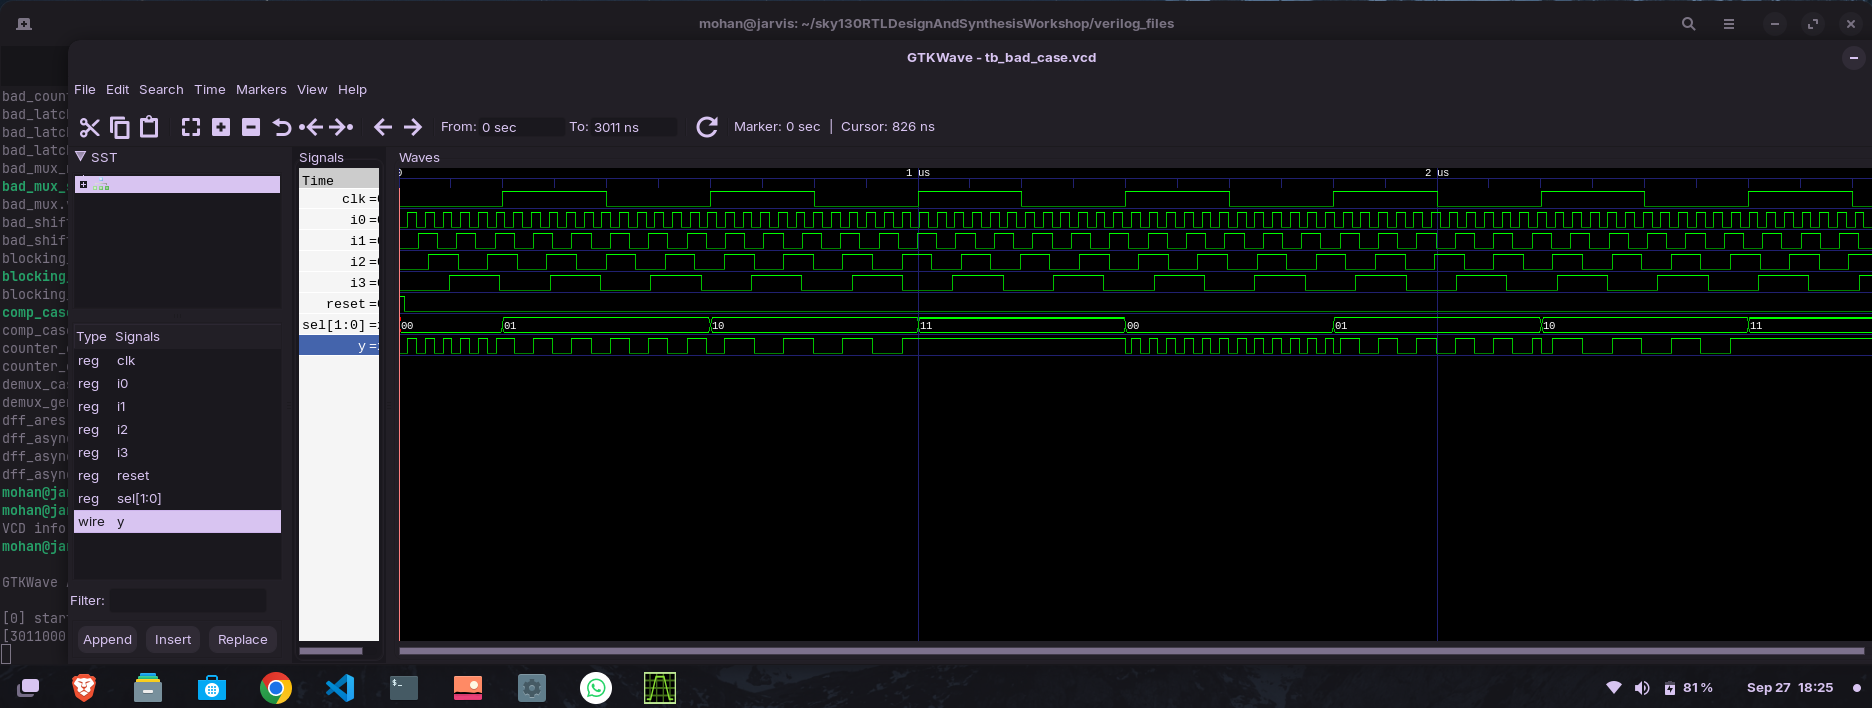 mohan@jarvis: ~/sky130RTLDesignAndSynthesisWorkshop/verilog_files
GTKWave - tb_bad_case.vcd
File Edit Search Time Markers View Help
From: 0 sec To: 3011 ns Marker: 0 sec | Cursor: 826 ns
bad_coun
bad_latc
bad_latc
bad_latc
bad_mux_
bad_mux_
bad_mux.
bad_shif
bad_shif
blocking
blocking_
blocking
comp_cas
comp_cas
counter_
counter_
demux_ca
demux_ge
dff_ares
dff_asyn
dff_asyn
dff_asyn
mohan@ja
mohan@ja
VCD info
mohan@ja
GTKWave
[0] star
[3011000
SST
Type Signals
reg clk
reg i0
reg i1
reg i2
reg i3
reg reset
reg sel[1:0]
wire y
Filter:
Append Insert Replace
Signals
Time
clk =
i0 =
i1 =
i2 =
i3 =
reset =
sel[1:0] =
y =
Waves
0 1 us 2 us
00 01 10 11 00 01 10 11
81 % Sep 27 18:25